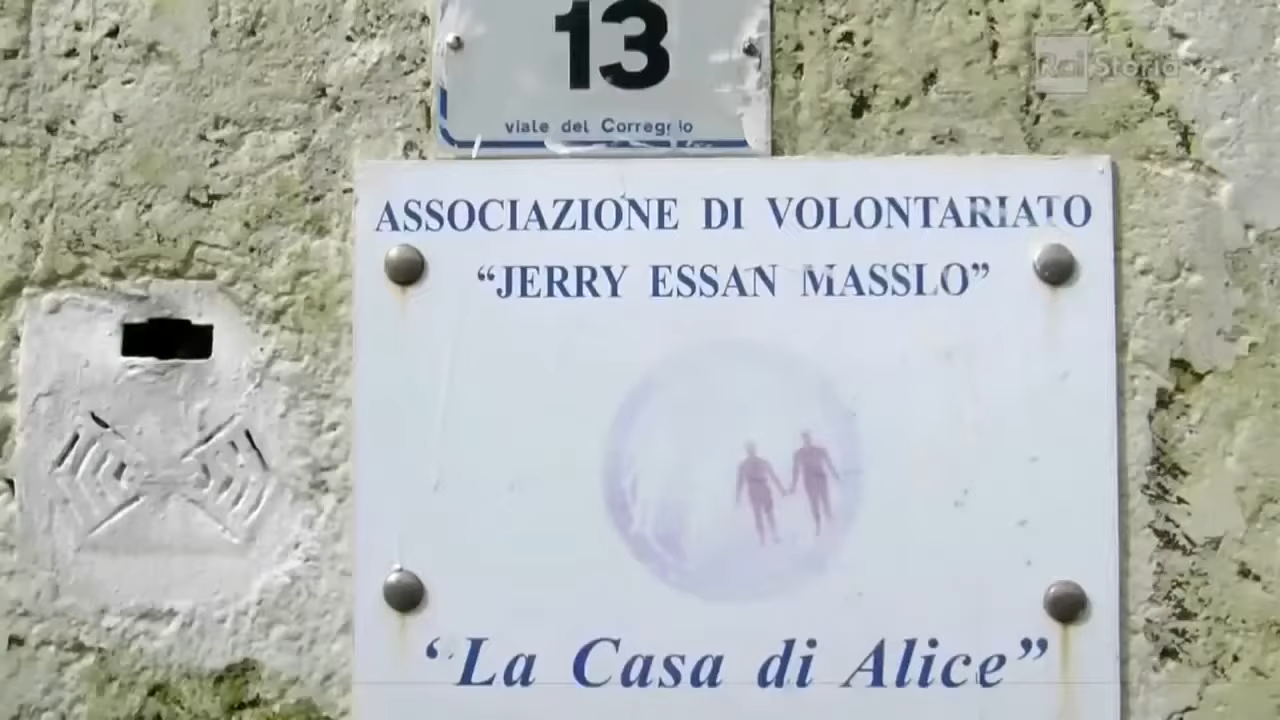 13
viale del Correggio
Rai Storia
ASSOCIAZIONE DI VOLONTARIATO
“JERRY ESSAN MASSLO”
“La Casa di Alice”